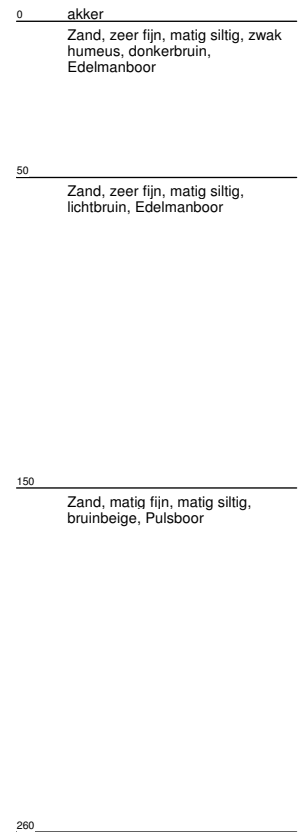 0 akker
Zand, zeer fijn, matig siltig, zwak
humeus, donkerbruin,
Edelmanboor
50
Zand, zeer fijn, matig siltig,
lichtbruin, Edelmanboor
150
Zand, matig fijn, matig siltig,
bruinbeige, Pulsboor
260